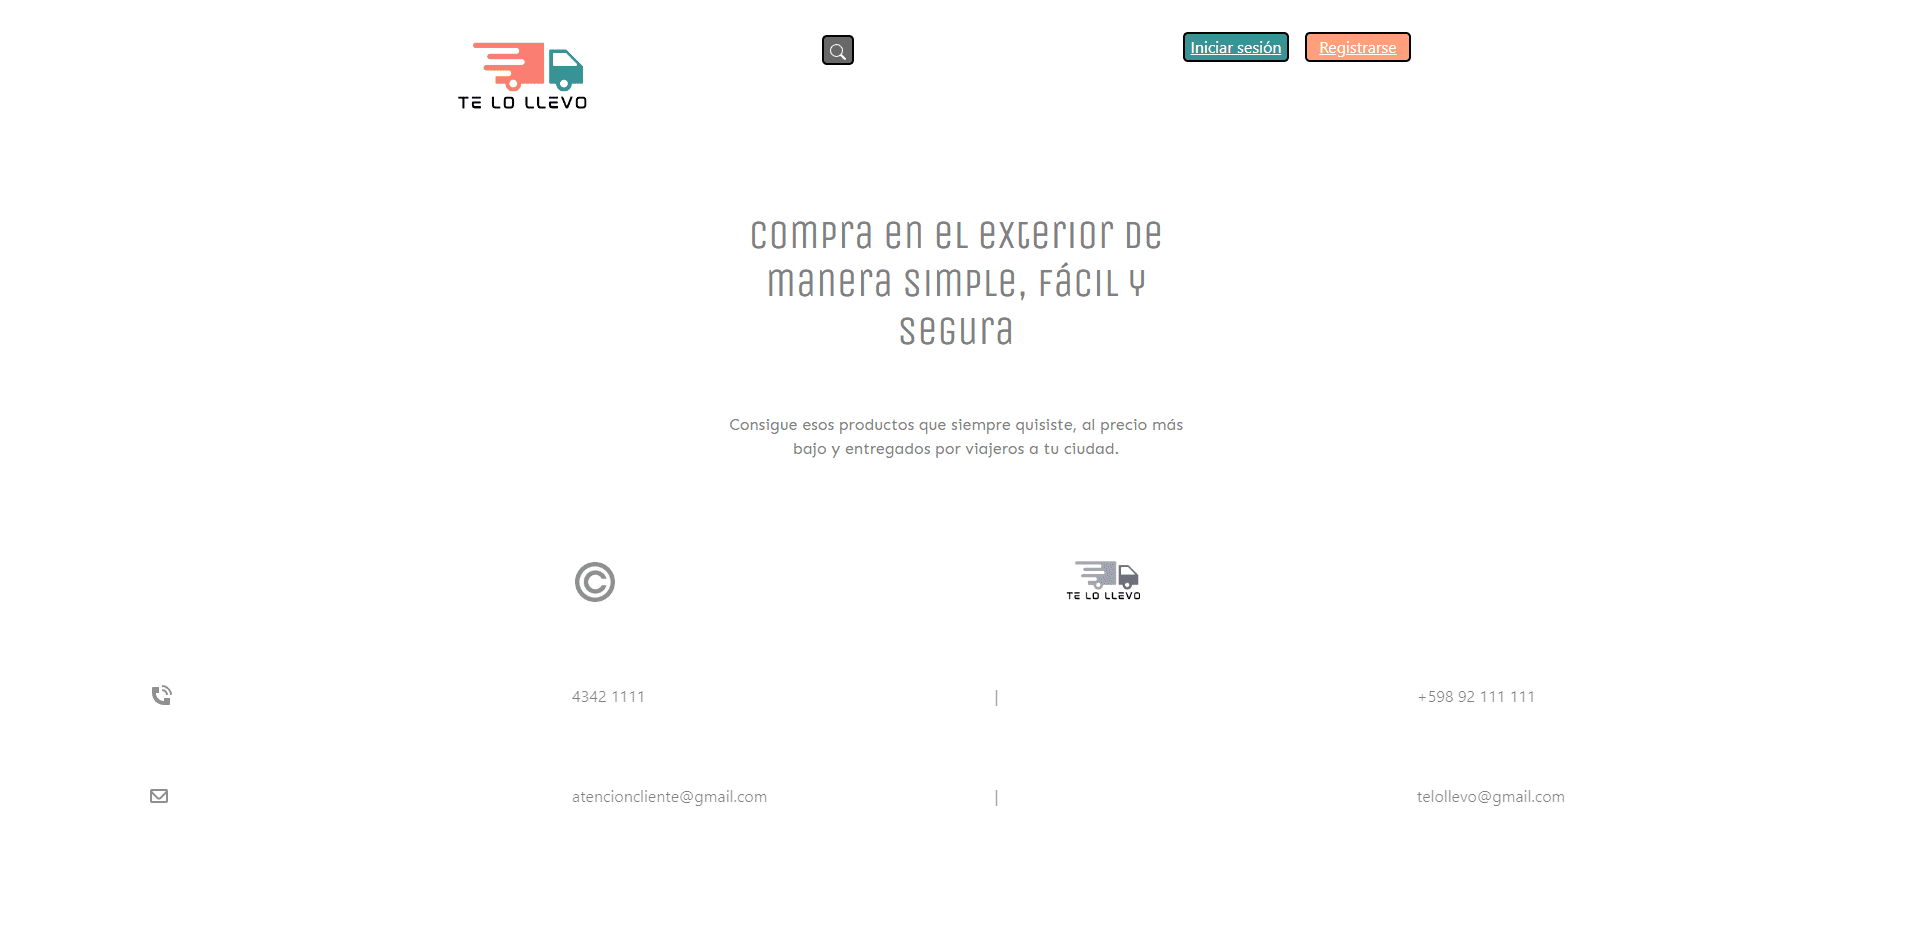 TE LO LLEVO
Iniciar sesión
Registrarse
Compra en el exterior de
manera simple, fácil y
segura
Consigue esos productos que siempre quisiste, al precio más
bajo y entregados por viajeros a tu ciudad.
©
TE LO LLEVO
4342 1111 | +598 92 111 111
atencioncliente@gmail.com | telollevo@gmail.com